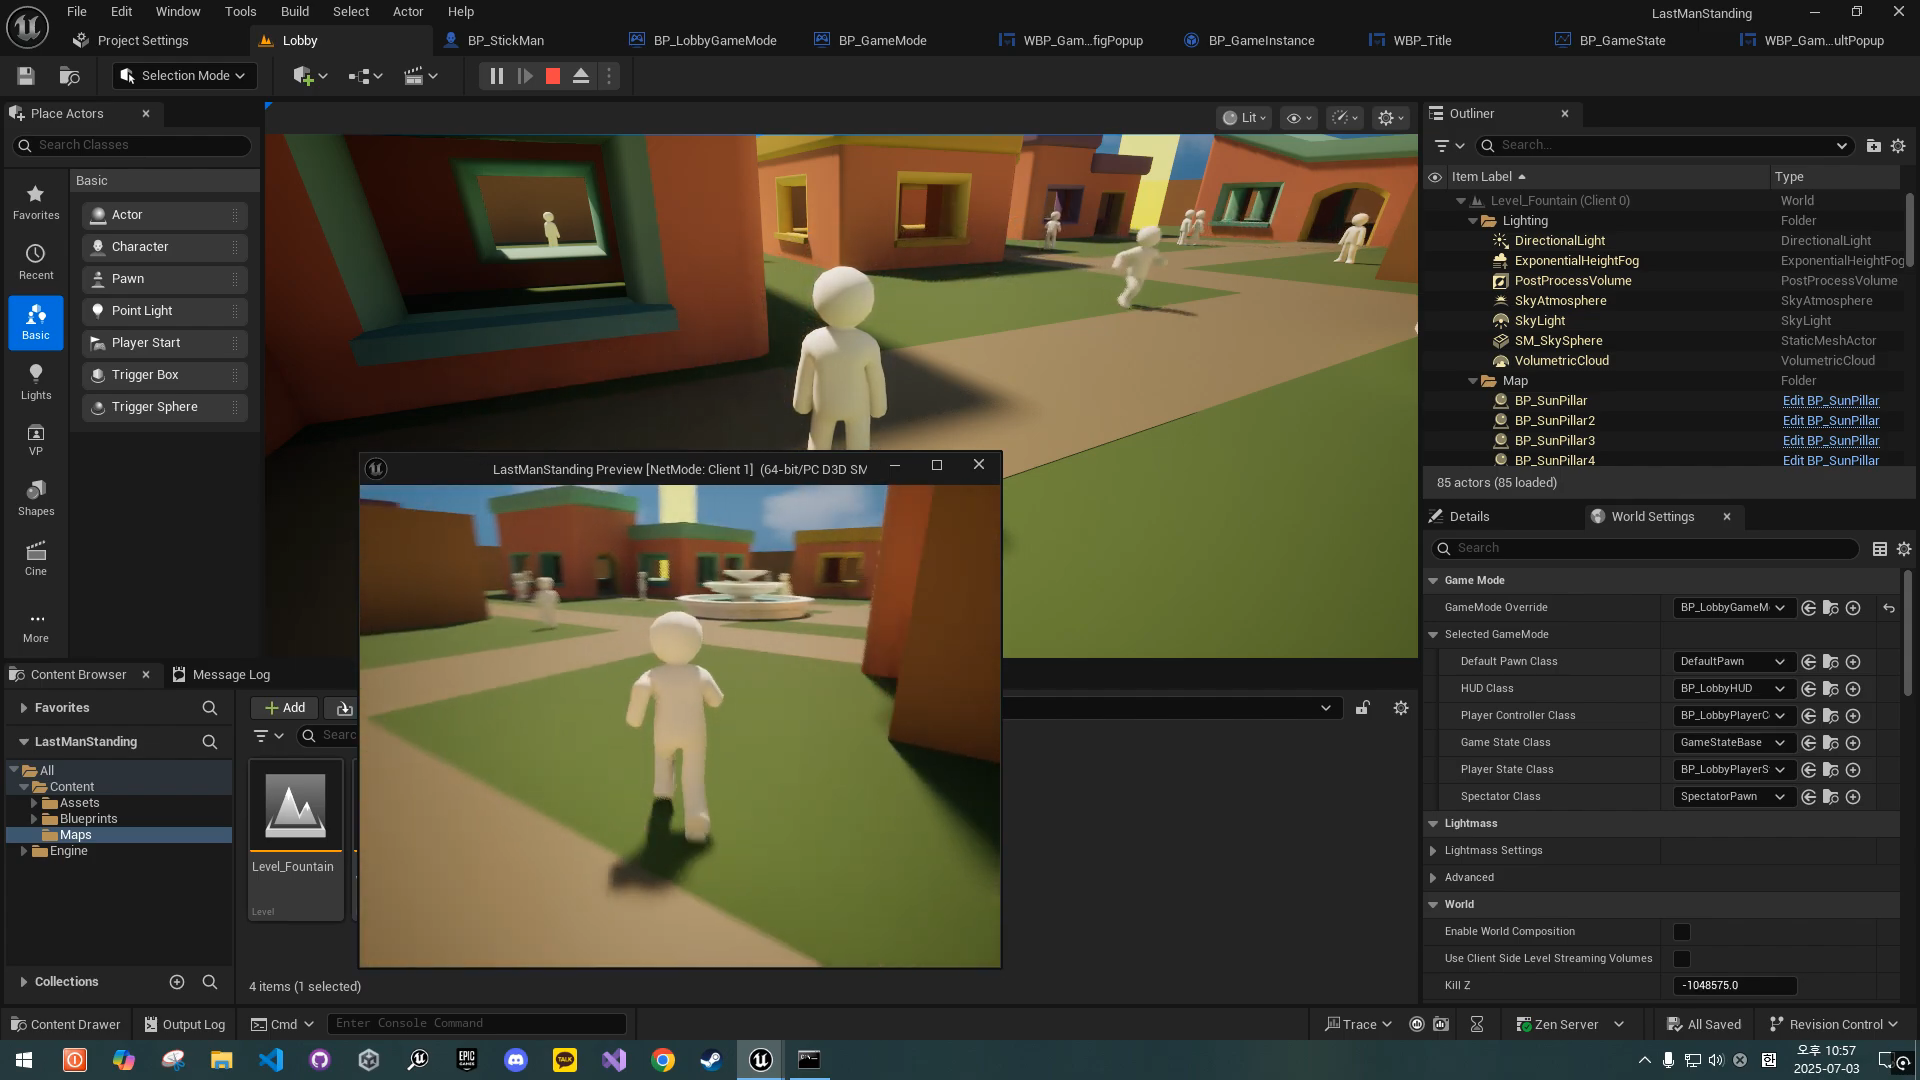 File Edit Window Tools Build Select Actor Help
LastManStanding
Project Settings
Lobby
BP_StickMan
BP_LobbyGameMode
BP_GameMode
WBP_Gam...figPopup
BP_GameInstance
WBP_Title
BP_GameState
WBP_Gam...ultPopup
Selection Mode
Place Actors
Search Classes
Favorites
Recent
Basic
Lights
VP
Shapes
Cine
More
Basic
Actor
Character
Pawn
Point Light
Player Start
Trigger Box
Trigger Sphere
Lit
LastManStanding Preview [NetMode: Client 1] (64-bit/PC D3D SM
Outliner
Search...
Item Label Type
Level_Fountain (Client 0) World
Lighting Folder
DirectionalLight DirectionalLight
ExponentialHeightFog ExponentialHeightFog
PostProcessVolume PostProcessVolume
SkyAtmosphere SkyAtmosphere
SkyLight SkyLight
SM_SkySphere StaticMeshActor
VolumetricCloud VolumetricCloud
Map Folder
BP_SunPillar Edit BP_SunPillar
BP_SunPillar2 Edit BP_SunPillar
BP_SunPillar3 Edit BP_SunPillar
BP_SunPillar4 Edit BP_SunPillar
85 actors (85 loaded)
Details
World Settings
Search
Game Mode
GameMode Override BP_LobbyGameM
Selected GameMode
Default Pawn Class DefaultPawn
HUD Class BP_LobbyHUD
Player Controller Class BP_LobbyPlayerC
Game State Class GameStateBase
Player State Class BP_LobbyPlayerS
Spectator Class SpectatorPawn
Lightmass
Lightmass Settings
Advanced
World
Enable World Composition
Use Client Side Level Streaming Volumes
Kill Z -1048575.0
Content Browser
Message Log
Favorites
LastManStanding
All
Content
Assets
Blueprints
Maps
Engine
Collections
Add
Searc
Level_Fountain
Level
4 items (1 selected)
Content Drawer
Output Log
Cmd
Enter Console Command
Trace
Zen Server
All Saved
Revision Control
EPIC GAMES
TALK
오후 10:57
2025-07-03